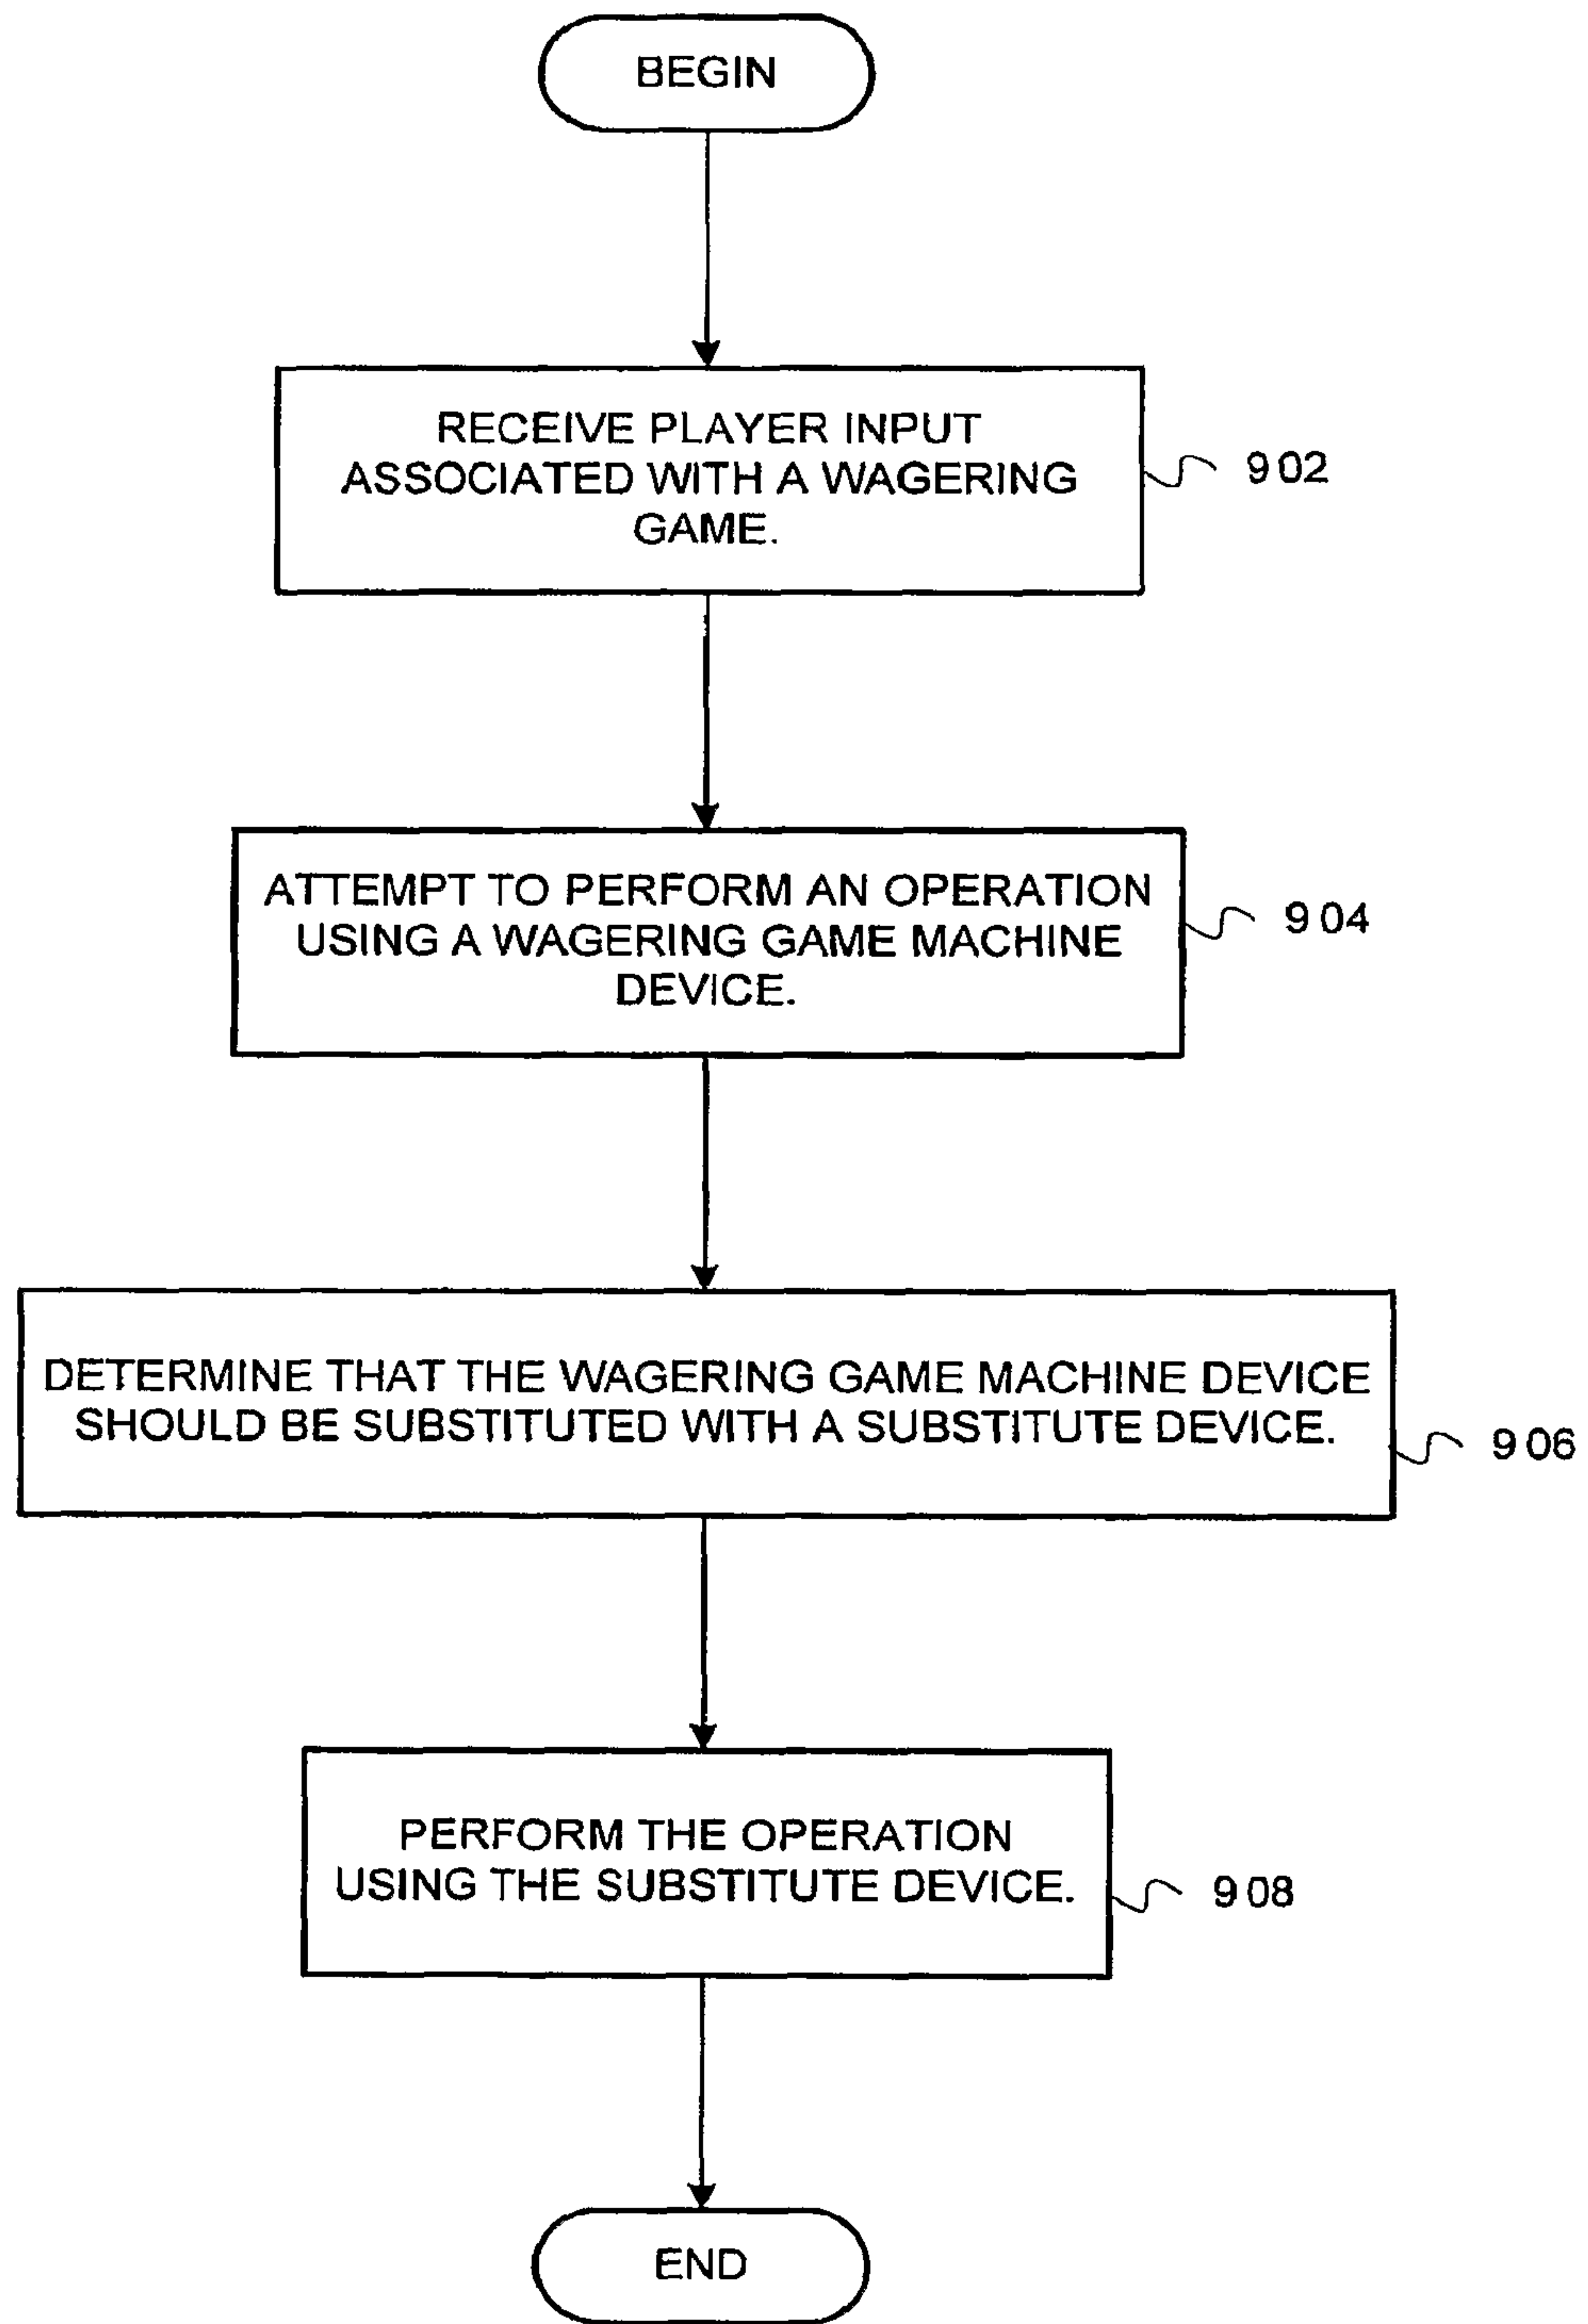 BEGIN
RECEIVE PLAYER INPUT
ASSOCIATED WITH A WAGERING
GAME.
902
ATTEMPT TO PERFORM AN OPERATION
USING A WAGERING GAME MACHINE
DEVICE.
904
DETERMINE THAT THE WAGERING GAME MACHINE DEVICE
SHOULD BE SUBSTITUTED WITH A SUBSTITUTE DEVICE.
906
PERFORM THE OPERATION
USING THE SUBSTITUTE DEVICE.
908
END